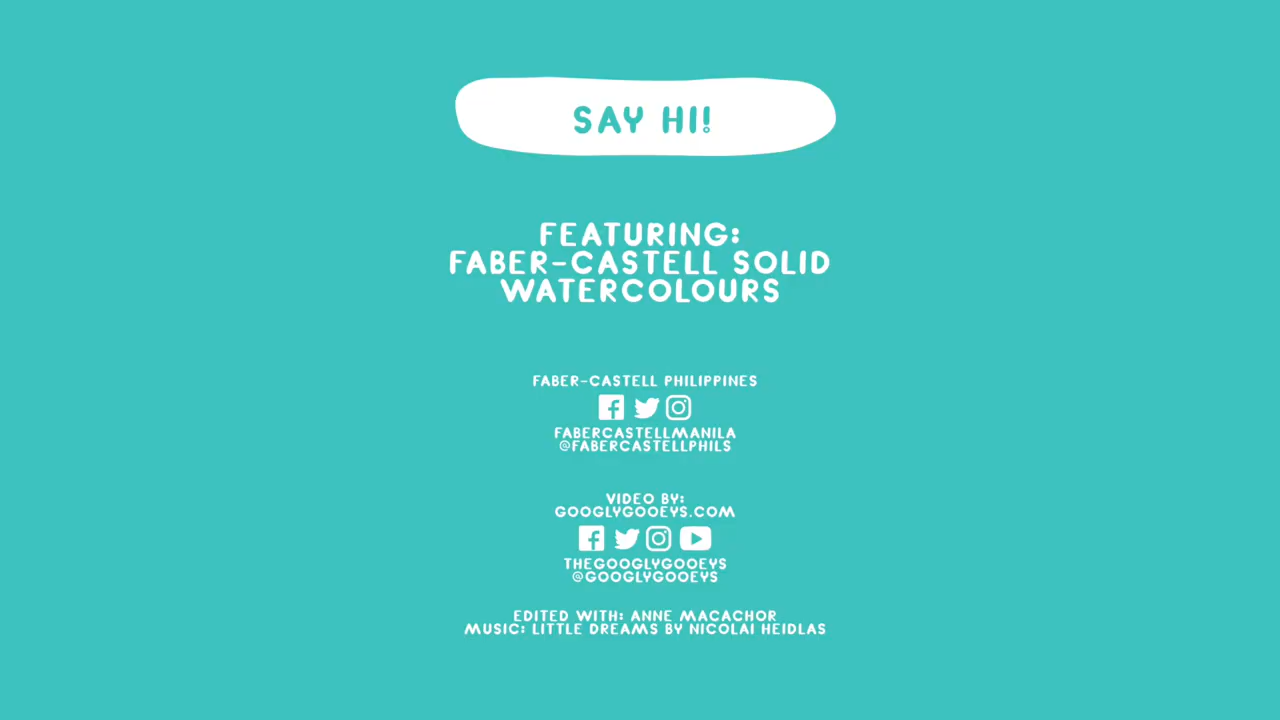 SAY HI!
FEATURING:
FABER-CASTELL SOLID
WATERCOLOURS
FABER-CASTELL PHILIPPINES
FABERCASTELLMANILA
@FABERCASTELLPHILS
VIDEO BY:
GOOGLYGOOEYS.COM
THEGOOGLYGOOEYS
@GOOGLYGOOEYS
EDITED WITH: ANNE MACACHOR
MUSIC: LITTLE DREAMS BY NICOLAI HEIDLAS